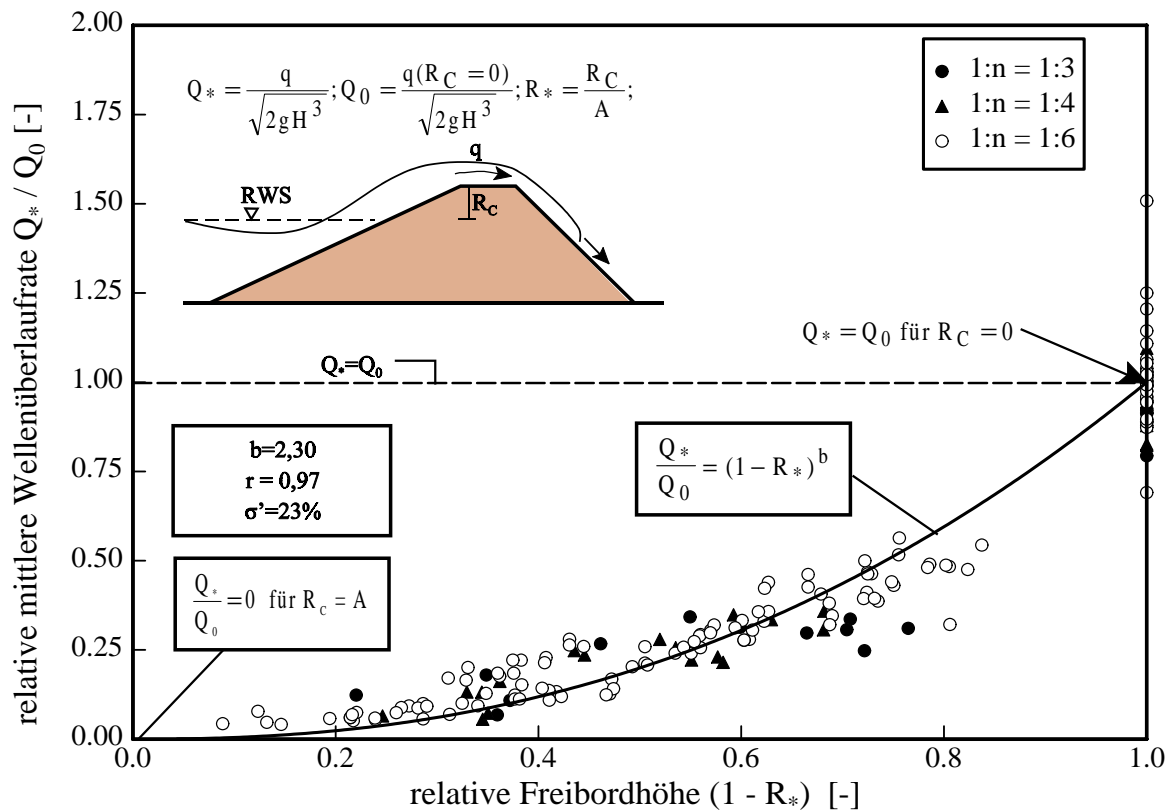 2.00
1.75
1.50
1.25
1.00
0.75
0.50
0.25
0.00
relative mittlere Wellenüberlaufrate Q* / Q0 [-]
Q* = q / √2gH³ ; Q0 = q(RC = 0) / √2gH³ ; R* = RC / A ;
1:n = 1:3
1:n = 1:4
1:n = 1:6
q
RWS
RC
Q* = Q0 für RC = 0
Q*=Q0
b=2,30
r = 0,97
σ’=23%
Q* / Q0 = (1 – R*)^b
Q* / Q0 =0 für Rc = A
0.0
0.2
0.4
0.6
0.8
1.0
relative Freibordhöhe (1 - R*) [-]